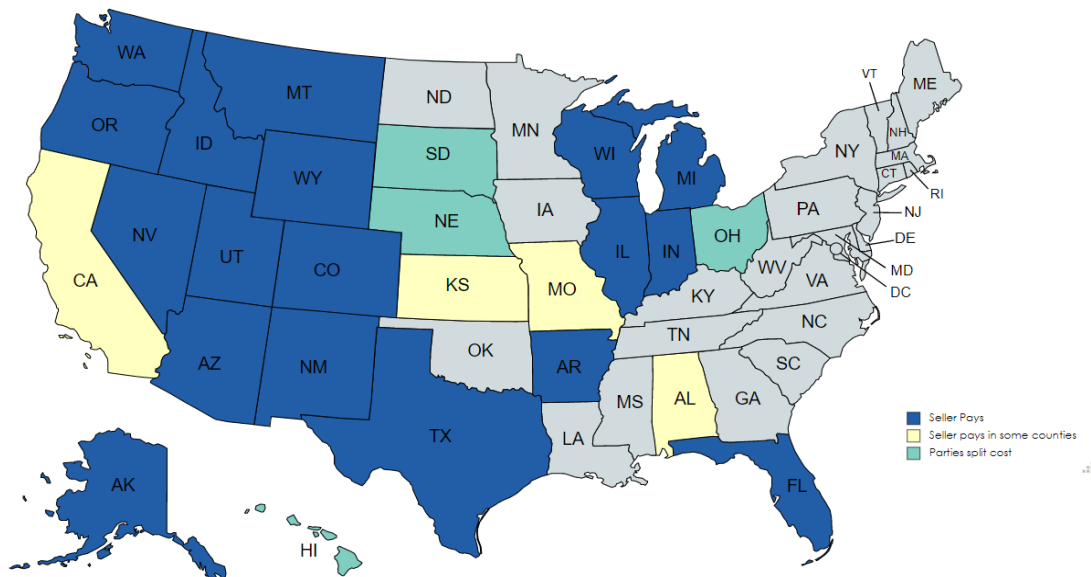 WA
MT
ND
MN
VT
ME
OR
ID
SD
WI
MI
NH
NY
MA
CT
RI
WY
NE
IA
PA
NJ
NV
UT
CO
IL
IN
OH
DE
MD
DC
CA
KS
MO
KY
WV
VA
AZ
NM
OK
AR
TN
NC
SC
TX
LA
MS
AL
GA
FL
AK
HI
Seller Pays
Seller pays in some counties
Parties split cost